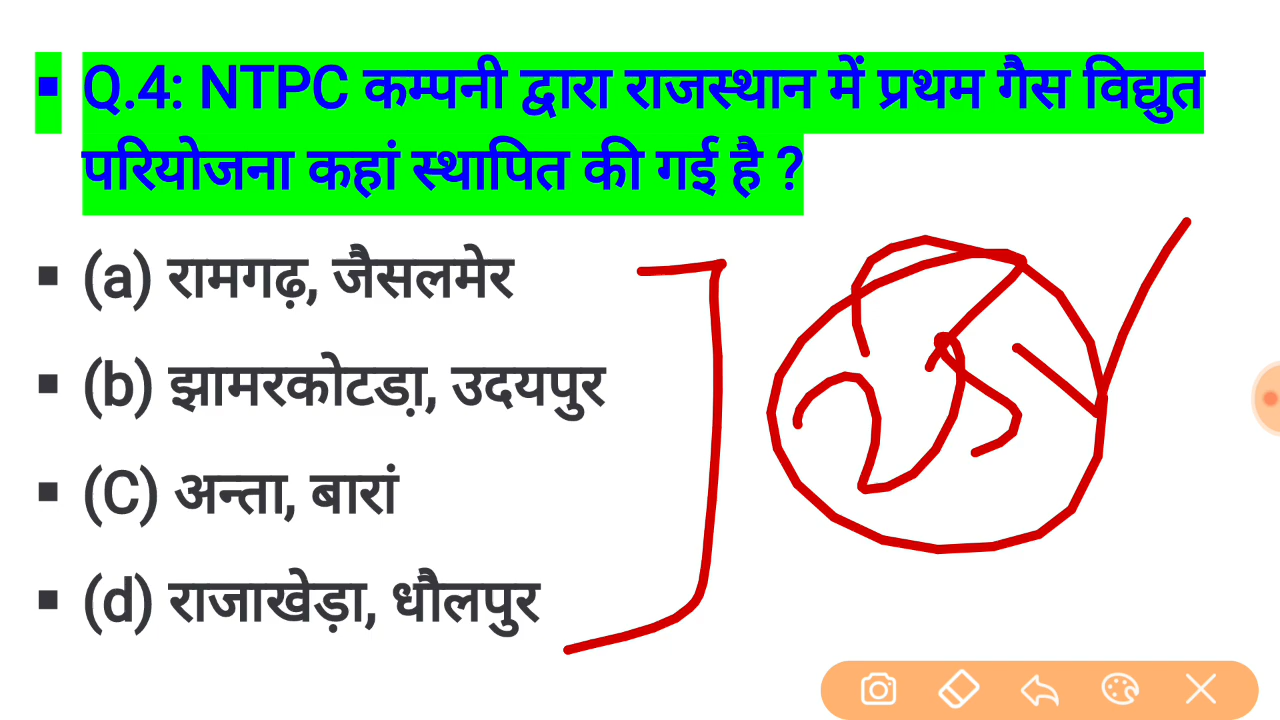 ▪ Q.4: NTPC कम्पनी द्वारा राजस्थान में प्रथम गैस विद्युत
परियोजना कहां स्थापित की गई है ?
▪ (a) रामगढ़, जैसलमेर
▪ (b) झामरकोटडा़, उदयपुर
▪ (C) अन्ता, बारां
▪ (d) राजाखेड़ा, धौलपुर